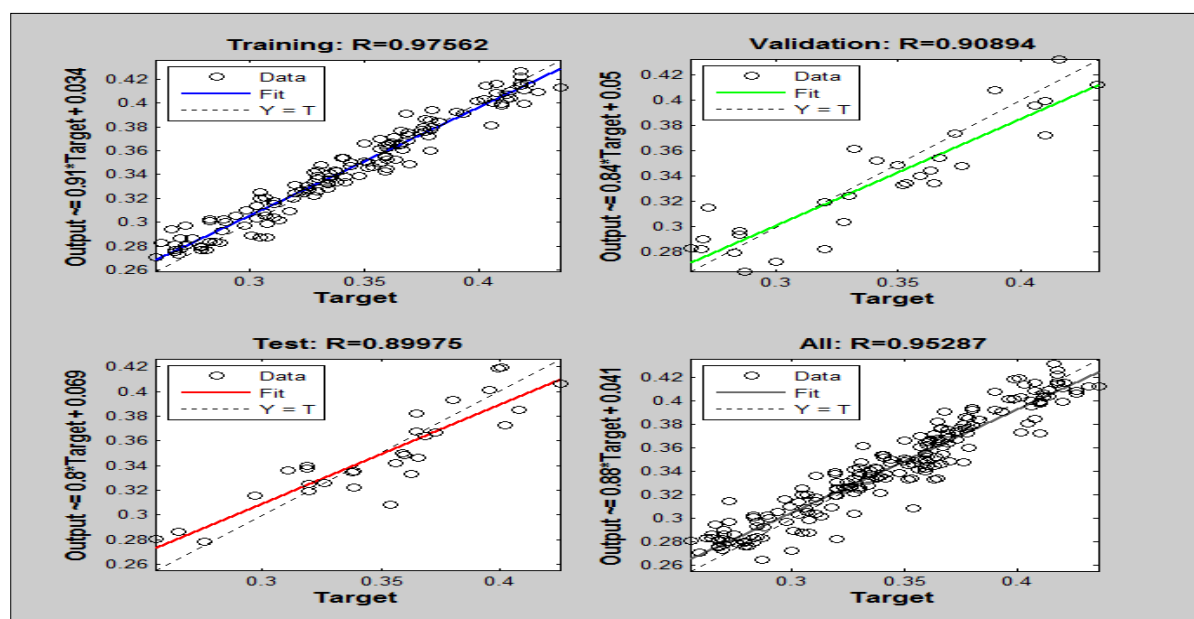 Training: R=0.97562
Output ~= 0.91*Target + 0.034
0.42
0.4
0.38
0.36
0.34
0.32
0.3
0.28
0.26
Data
Fit
Y = T
0.3
0.35
0.4
Target
Validation: R=0.90894
Output ~= 0.84*Target + 0.05
0.42
0.4
0.38
0.36
0.34
0.32
0.3
0.28
Data
Fit
Y = T
0.3
0.35
0.4
Target
Test: R=0.89975
Output ~= 0.8*Target + 0.069
0.42
0.4
0.38
0.36
0.34
0.32
0.3
0.28
0.26
Data
Fit
Y = T
0.3
0.35
0.4
Target
All: R=0.95287
Output ~= 0.88*Target + 0.041
0.42
0.4
0.38
0.36
0.34
0.32
0.3
0.28
0.26
Data
Fit
Y = T
0.3
0.35
0.4
Target